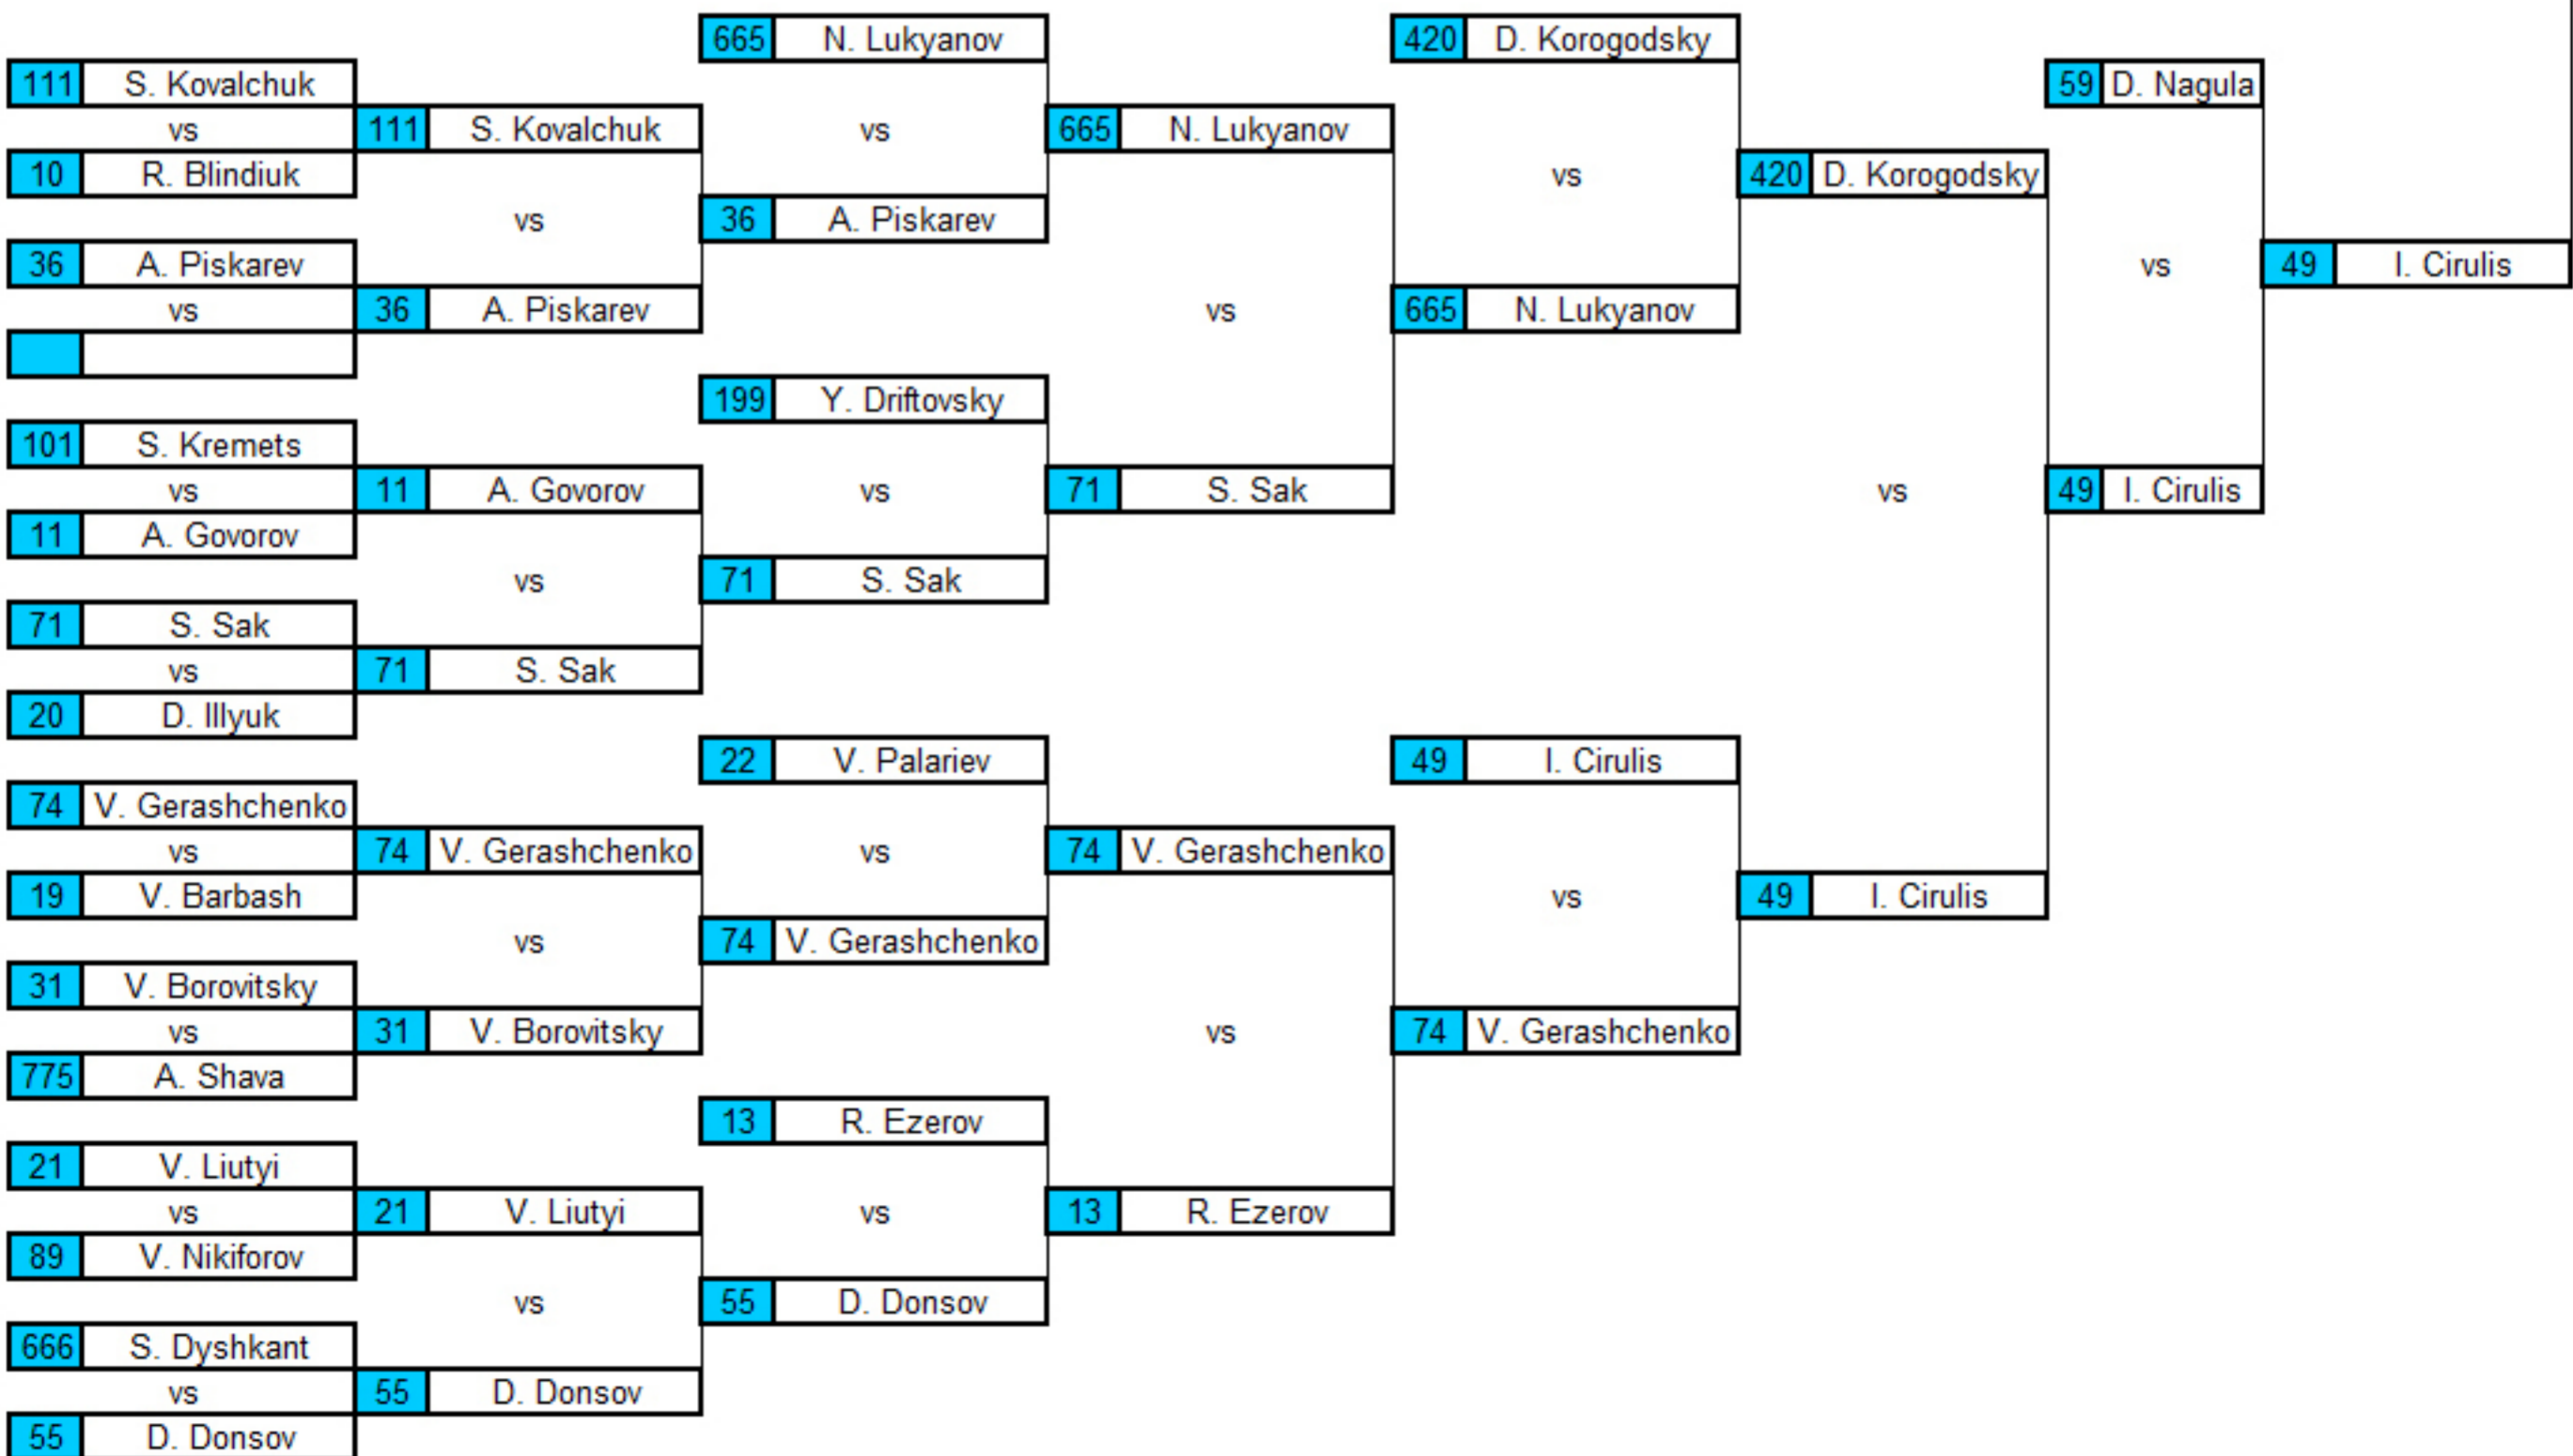 665 N. Lukyanov
420 D. Korogodsky
111 S. Kovalchuk
59 D. Nagula
vs
111 S. Kovalchuk
vs
665 N. Lukyanov
10 R. Blindiuk
vs
420 D. Korogodsky
vs
36 A. Piskarev
36 A. Piskarev
vs
49 I. Cirulis
vs
36 A. Piskarev
vs
665 N. Lukyanov
199 Y. Driftovsky
101 S. Kremets
vs
11 A. Govorov
vs
71 S. Sak
vs
49 I. Cirulis
11 A. Govorov
vs
71 S. Sak
71 S. Sak
vs
71 S. Sak
20 D. Illyuk
22 V. Palariev
49 I. Cirulis
74 V. Gerashchenko
vs
74 V. Gerashchenko
vs
74 V. Gerashchenko
19 V. Barbash
vs
49 I. Cirulis
vs
74 V. Gerashchenko
31 V. Borovitsky
vs
31 V. Borovitsky
vs
74 V. Gerashchenko
775 A. Shava
13 R. Ezerov
21 V. Liutyi
vs
21 V. Liutyi
vs
13 R. Ezerov
89 V. Nikiforov
vs
55 D. Donsov
666 S. Dyshkant
vs
55 D. Donsov
55 D. Donsov